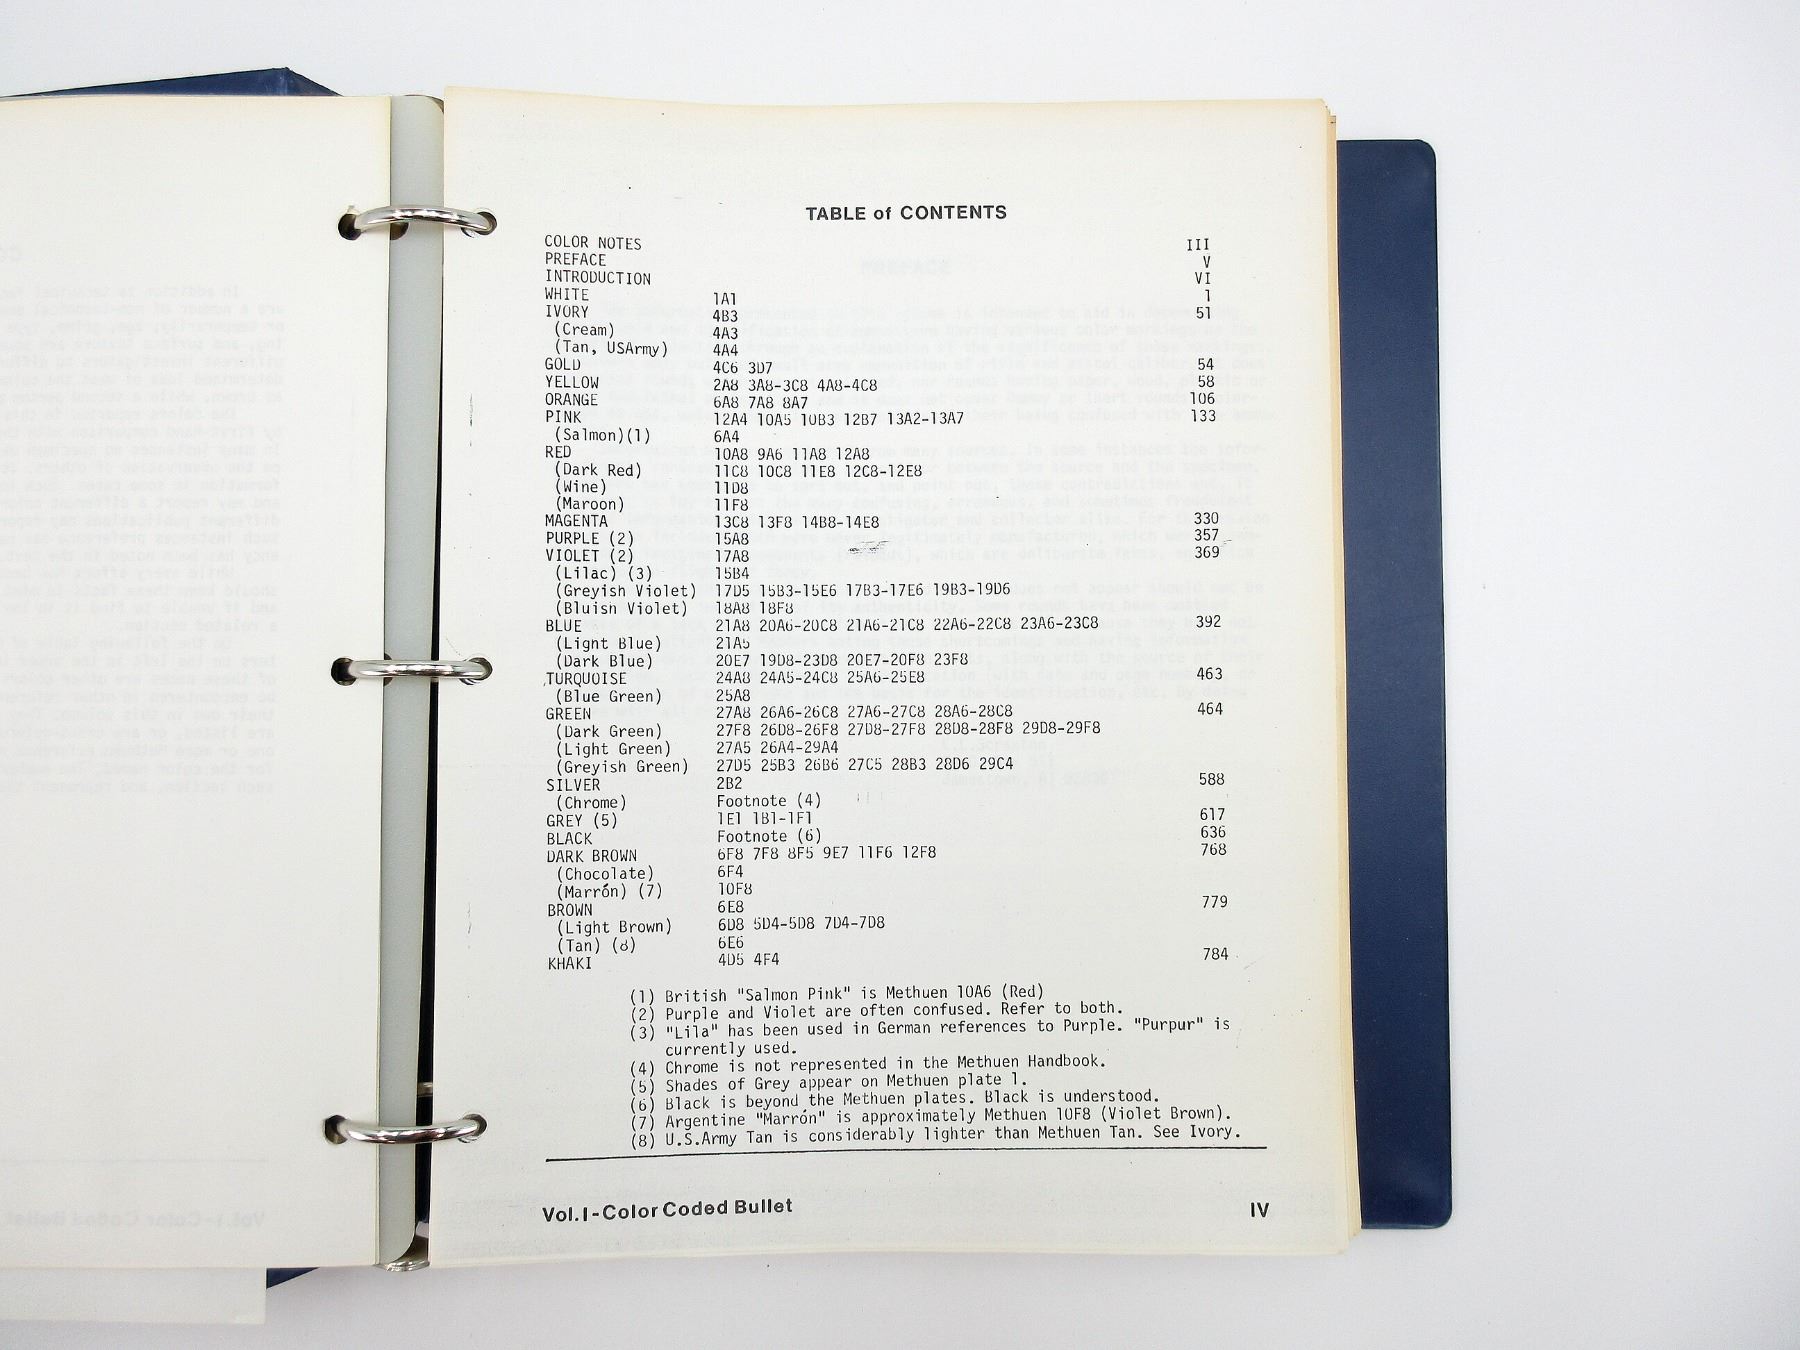 TABLE of CONTENTS
COLOR NOTES III
PREFACE V
INTRODUCTION VI
WHITE 1A1 1
IVORY 4B3 51
(Cream) 4A3
(Tan, USArmy) 4A4
GOLD 4C6 3D7 54
YELLOW 2A8 3A8-3C8 4A8-4C8 58
ORANGE 6A8 7A8 8A7 106
PINK 12A4 10A5 10B3 12B7 13A2-13A7 133
(Salmon)(1) 6A4
RED 10A8 9A6 11A8 12A8
(Dark Red) 11C8 10C8 11E8 12C8-12E8
(Wine) 11D8
(Maroon) 11F8
MAGENTA 13C8 13F8 14B8-14E8 330
PURPLE (2) 15A8 357
VIOLET (2) 17A8 369
(Lilac) (3) 15B4
(Greyish Violet) 17D5 15B3-15E6 17B3-17E6 19B3-19D6
(Bluish Violet) 18A8 18F8
BLUE 21A8 20A6-20C8 21A6-21C8 22A6-22C8 23A6-23C8 392
(Light Blue) 21A5
(Dark Blue) 20E7 19D8-23D8 20E7-20F8 23F8
TURQUOISE 24A8 24A5-24C8 25A6-25E8 463
(Blue Green) 25A8
GREEN 27A8 26A6-26C8 27A6-27C8 28A6-28C8 464
(Dark Green) 27F8 26D8-26F8 27D8-27F8 28D8-28F8 29D8-29F8
(Light Green) 27A5 26A4-29A4
(Greyish Green) 27D5 25B3 26B6 27C5 28B3 28D6 29C4
SILVER 2B2 588
(Chrome) Footnote (4)
GREY (5) 1E1 1B1-1F1 617
BLACK Footnote (6) 636
DARK BROWN 6F8 7F8 8F5 9E7 11F6 12F8 768
(Chocolate) 6F4
(Marrón) (7) 10F8
BROWN 6E8 779
(Light Brown) 6D8 5D4-5D8 7D4-7D8
(Tan) (8) 6E6
KHAKI 4D5 4F4 784
(1) British "Salmon Pink" is Methuen 10A6 (Red)
(2) Purple and Violet are often confused. Refer to both.
(3) "Lila" has been used in German references to Purple. "Purpur" is
currently used.
(4) Chrome is not represented in the Methuen Handbook.
(5) Shades of Grey appear on Methuen plate 1.
(6) Black is beyond the Methuen plates. Black is understood.
(7) Argentine "Marrón" is approximately Methuen 10F8 (Violet Brown).
(8) U.S.Army Tan is considerably lighter than Methuen Tan. See Ivory.
Vol.I-Color Coded Bullet IV